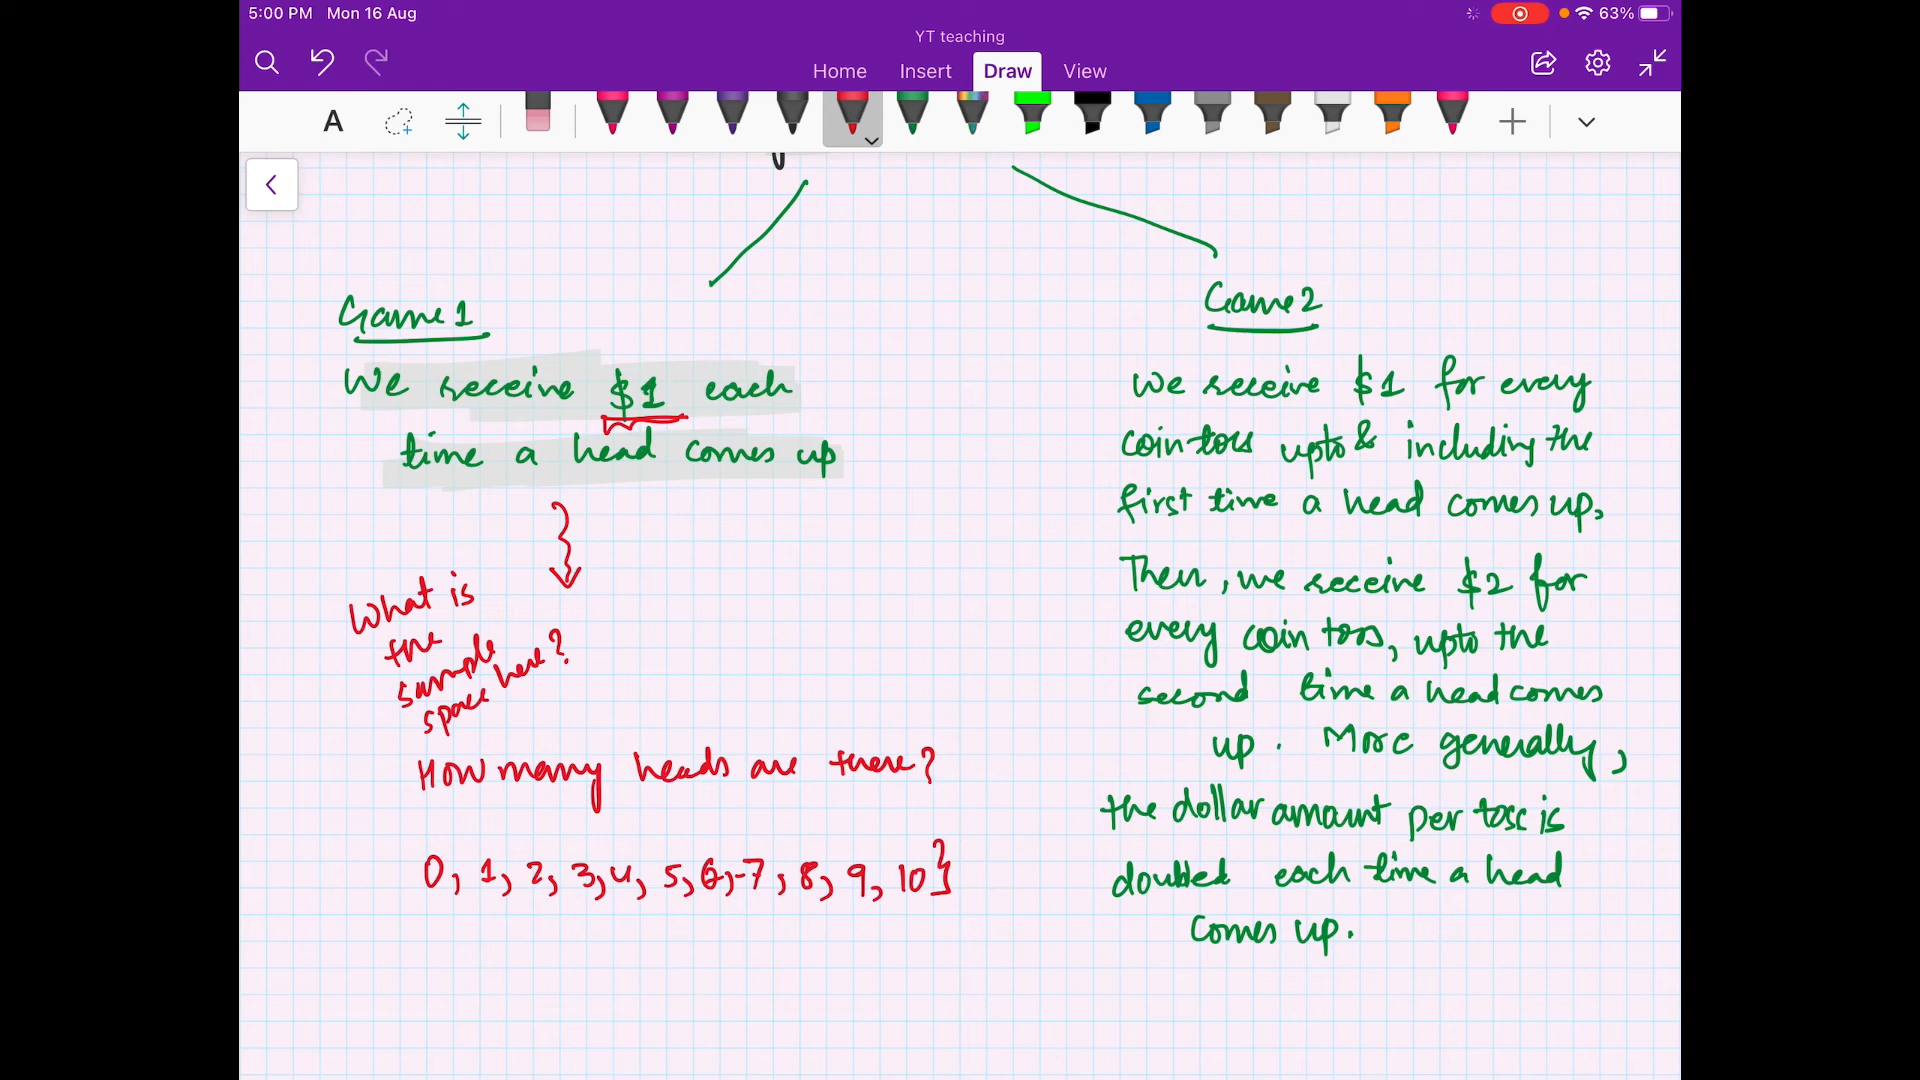 5:00 PM Mon 16 Aug
63%
YT teaching
Home Insert Draw View
A
Game 1
We receive $1 each
time a head comes up
What is
the
sample
space here?
How many heads are there?
0, 1, 2, 3, 4, 5, 6, 7, 8, 9, 10}
Game 2
We receive $1 for every
coin toss upto & including the
first time a head comes up,
Then, we receive $2 for
every coin toss, upto the
second time a head comes
up. More generally,
the dollar amount per toss is
doubled each time a head
comes up.